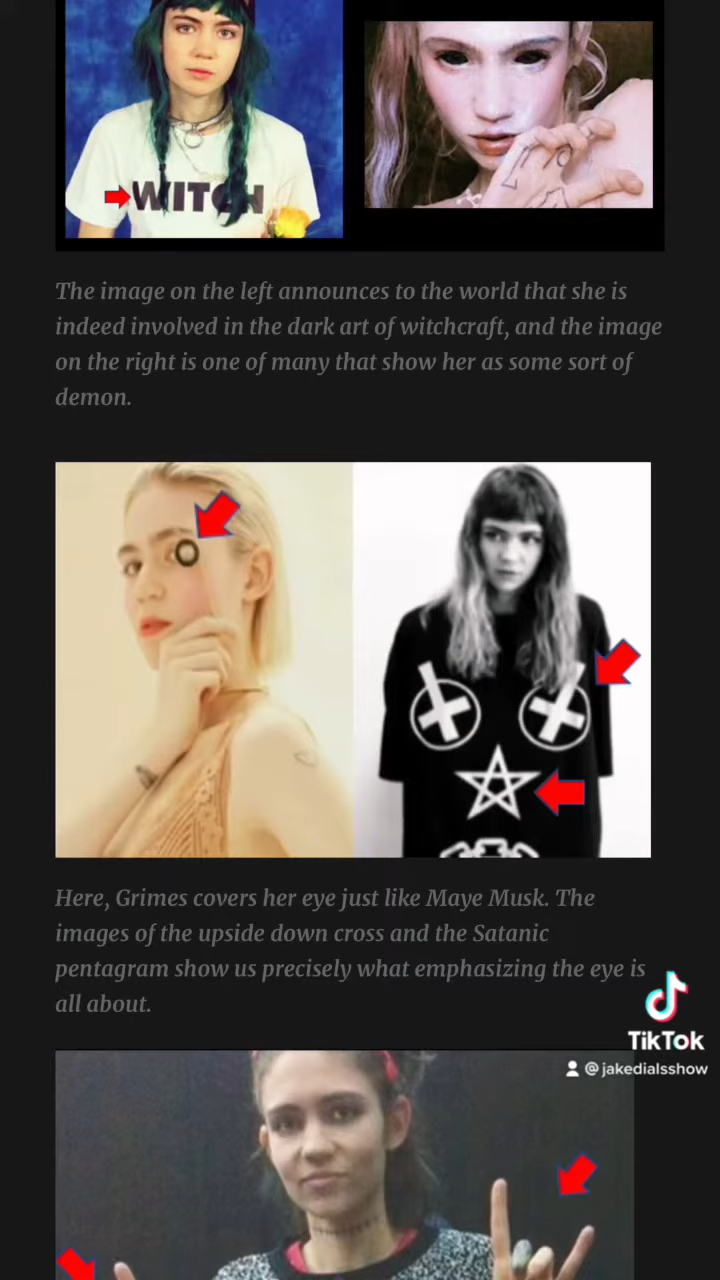 WITCH
The image on the left announces to the world that she is
indeed involved in the dark art of witchcraft, and the image
on the right is one of many that show her as some sort of
demon.
Here, Grimes covers her eye just like Maye Musk. The
images of the upside down cross and the Satanic
pentagram show us precisely what emphasizing the eye is
all about.
TikTok
@jakedialsshow